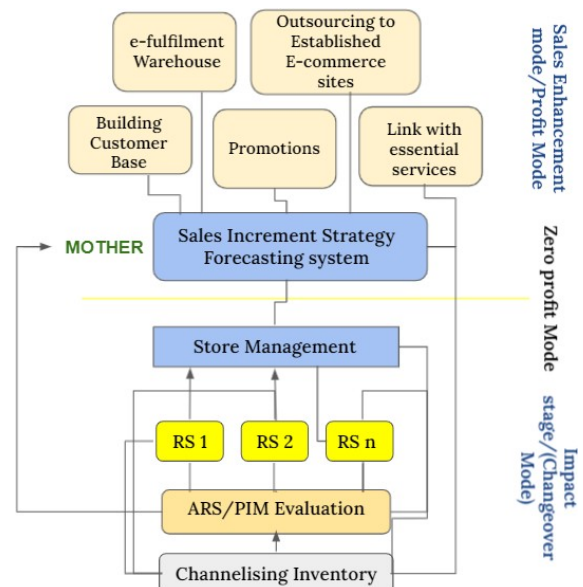 e-fulfilment
Warehouse
Outsourcing to
Established
E-commerce
sites
Building
Customer
Base
Promotions
Link with
essential
services
Sales Enhancement
mode/Profit Mode
MOTHER
Sales Increment Strategy
Forecasting system
Zero profit Mode
Store Management
RS 1
RS 2
RS n
Impact
stage/(Changeover
Mode)
ARS/PIM Evaluation
Channelising Inventory